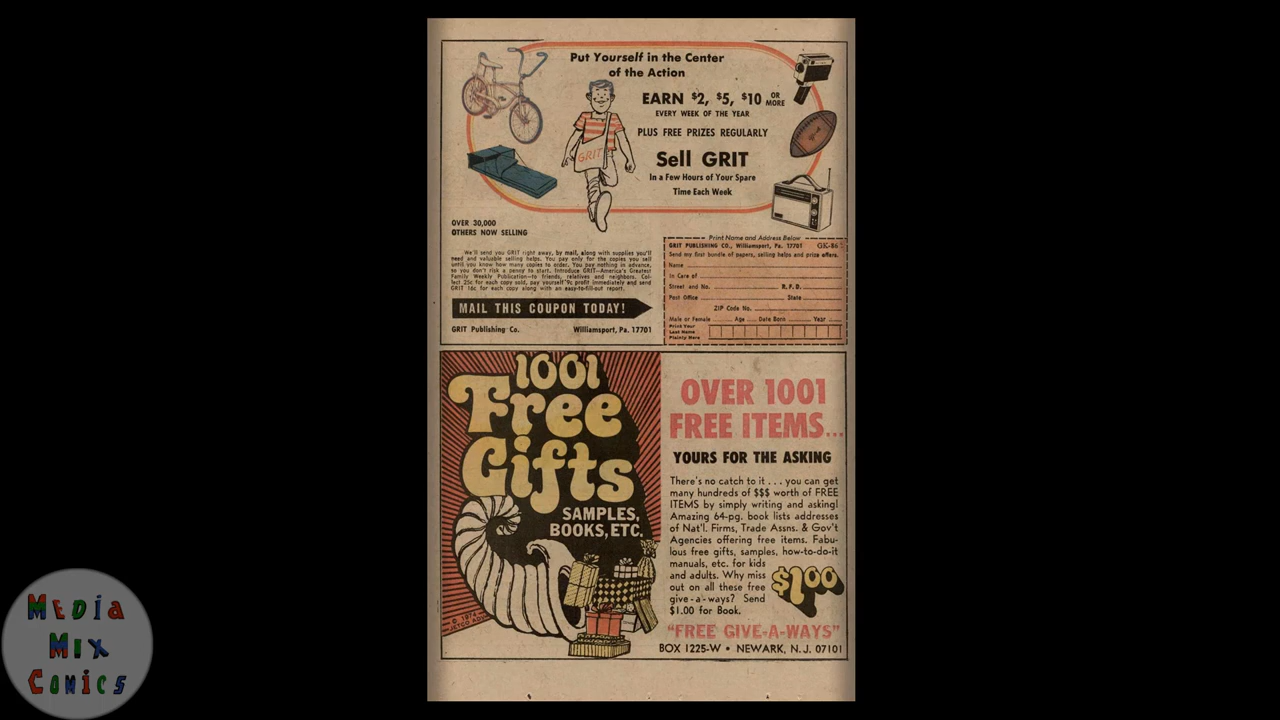 Put Yourself in the Center
of the Action
EARN $2, $5, $10 OR MORE
EVERY WEEK OF THE YEAR
PLUS FREE PRIZES REGULARLY
Sell GRIT
In a Few Hours of Your Spare
Time Each Week
GRIT
OVER 30,000
OTHERS NOW SELLING
We'll send you GRIT right away, by mail, along with supplies you'll
need and valuable selling helps. You pay only for the copies you sell
until you know how many copies to order. You pay nothing in advance,
so you don't risk a penny to start. Introduce GRIT—America's Greatest
Family Weekly Publication—to friends, relatives and neighbors. Col-
lect 25c for each copy sold, pay yourself 9c profit immediately and send
GRIT 16c for each copy along with an easy-to-fill-out report.
MAIL THIS COUPON TODAY!
GRIT Publishing Co. Williamsport, Pa. 17701
Print Name and Address Below
GRIT PUBLISHING CO., Williamsport, Pa. 17701 GK-86
Send my first bundle of papers, selling helps and prize offers.
Name
In Care of
Street and No. R.F.D.
Post Office State
ZIP Code No.
Male or Female Age Date Born Year
Print Your
Last Name
Plainly Here
1001
Free
Gifts
SAMPLES,
BOOKS, ETC.
OVER 1001
FREE ITEMS...
YOURS FOR THE ASKING
There's no catch to it . . . you can get
many hundreds of $$$ worth of FREE
ITEMS by simply writing and asking!
Amazing 64-pg. book lists addresses
of Nat'l. Firms, Trade Assns. & Gov't
Agencies offering free items. Fabu-
lous free gifts, samples, how-to-do-it
manuals, etc. for kids
and adults. Why miss
out on all these free
give-a-ways? Send
$1.00 for Book.
$1.00
"FREE GIVE-A-WAYS"
BOX 1225-W • NEWARK, N.J. 07101
MEDIA
MIX
COMICS